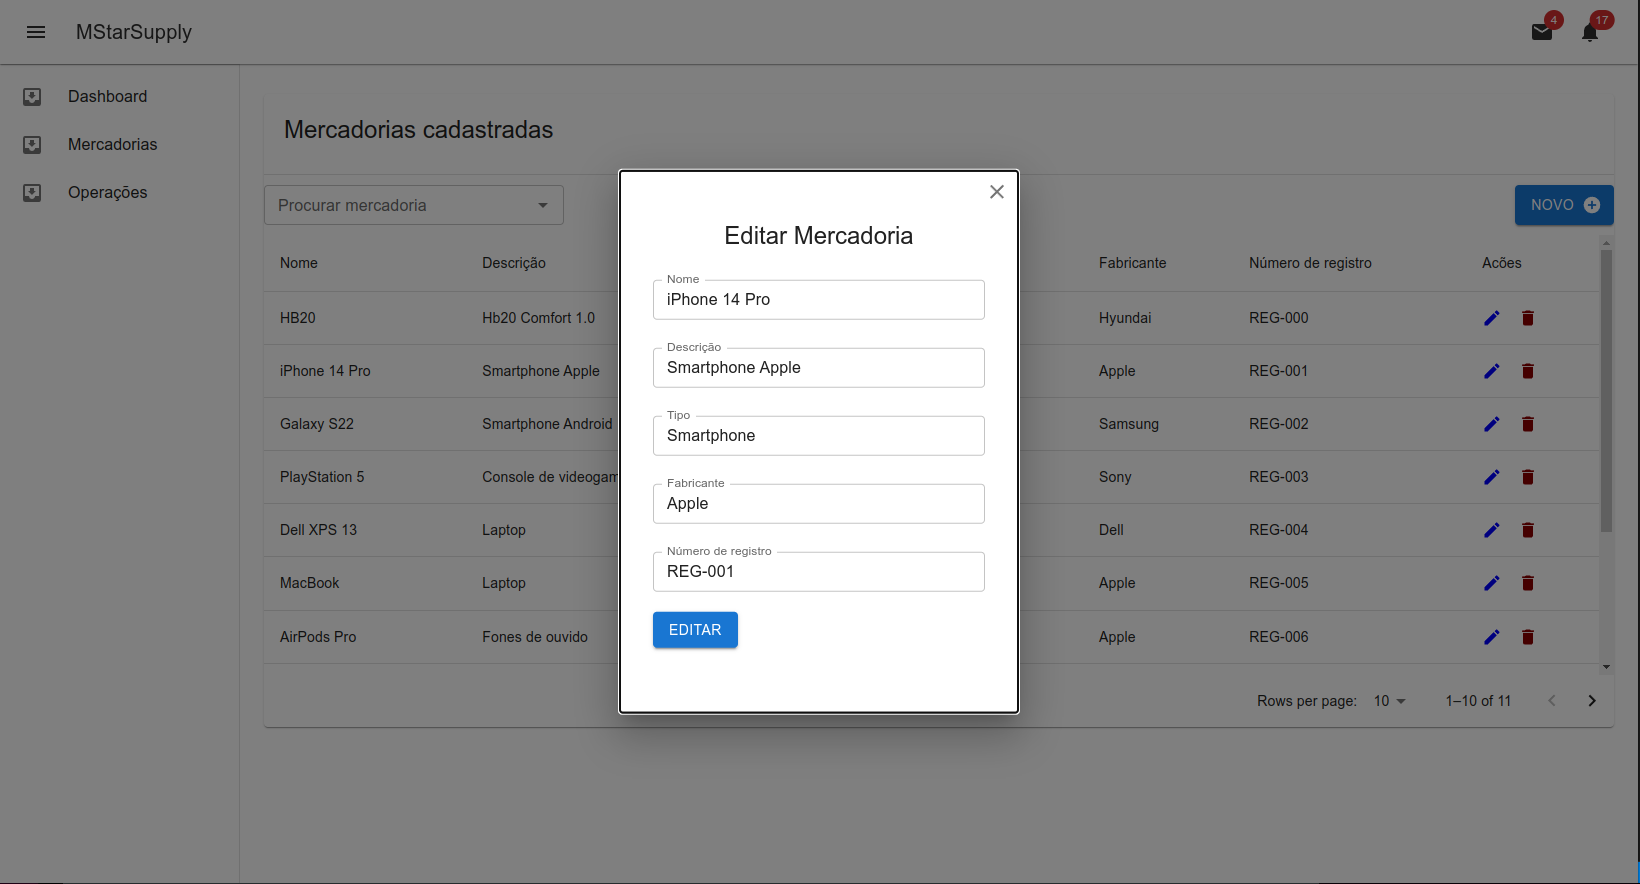 MStarSupply
4
17
Dashboard
Mercadorias
Operações
Mercadorias cadastradas
Procurar mercadoria
NOVO
Nome Descrição Fabricante Número de registro Acões
HB20 Hb20 Comfort 1.0 Hyundai REG-000
iPhone 14 Pro Smartphone Apple Apple REG-001
Galaxy S22 Smartphone Android Samsung REG-002
PlayStation 5 Console de Sony REG-003
Dell XPS 13 Laptop Dell REG-004
MacBook Laptop Apple REG-005
AirPods Pro Fones de ouvido Apple REG-006
Rows per page: 10 1–10 of 11
Editar Mercadoria
Nome
iPhone 14 Pro
Descrição
Smartphone Apple
Tipo
Smartphone
Fabricante
Apple
Número de registro
REG-001
EDITAR